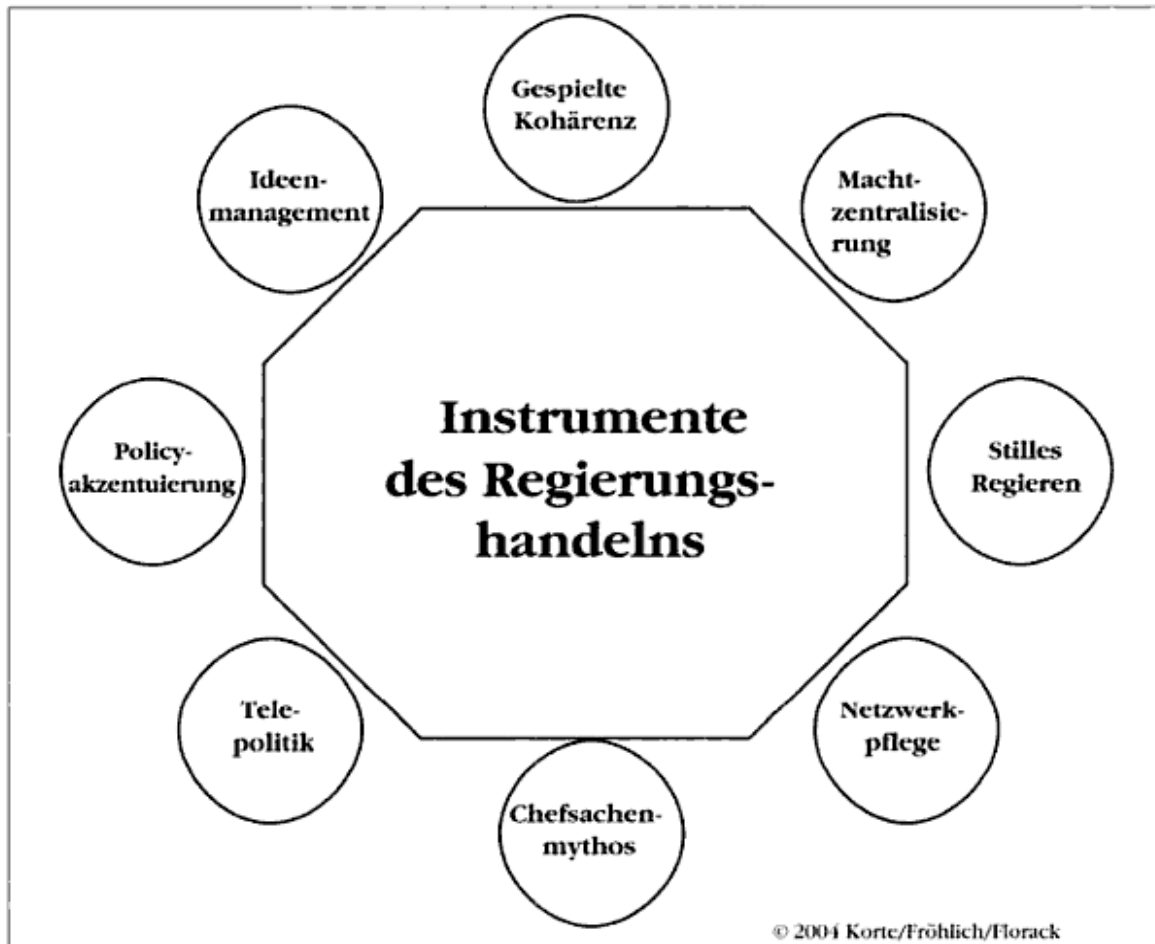 Gespielte
Kohärenz
Ideen-
management
Macht-
zentralisie-
rung
Policy-
akzentuierung
Instrumente
des Regierungs-
handelns
Stilles
Regieren
Tele-
politik
Netzwerk-
pflege
Chefsachen-
mythos
© 2004 Korte/Fröhlich/Florack